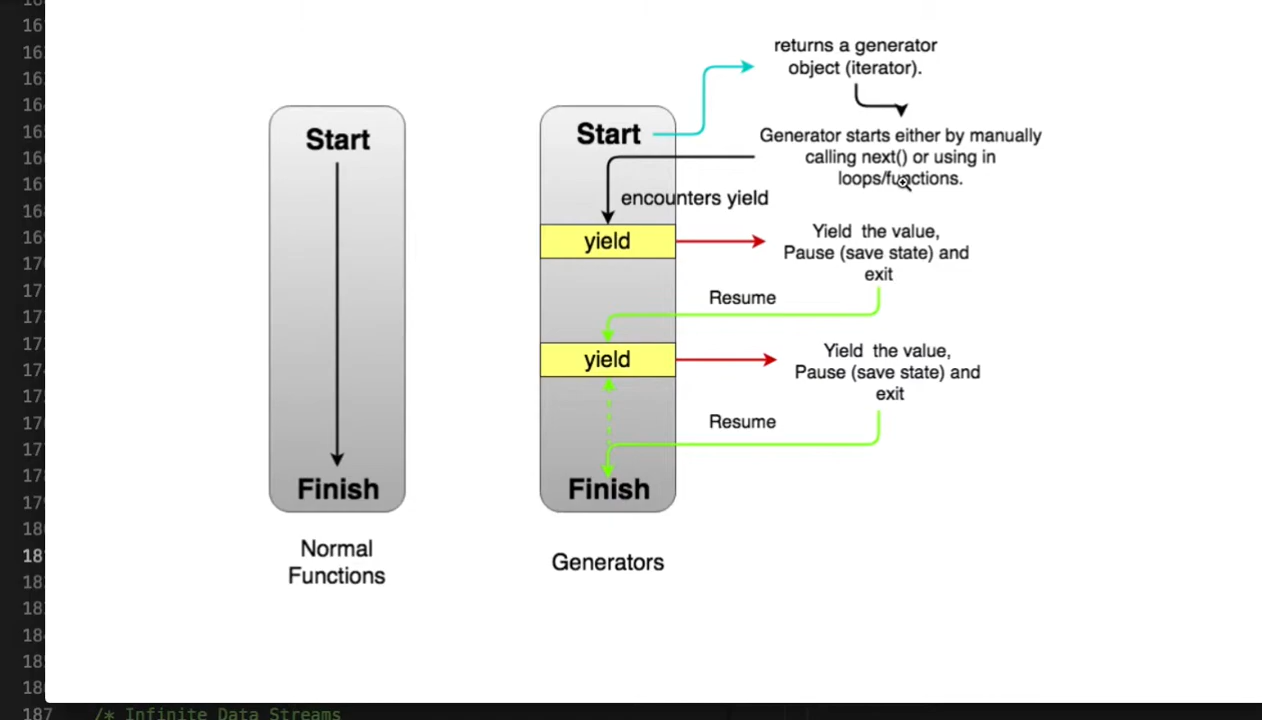 returns a generator
object (iterator).
Start
Start
Generator starts either by manually
calling next() or using in
loops/functions.
encounters yield
yield
Yield the value,
Pause (save state) and
exit
Resume
yield
Yield the value,
Pause (save state) and
exit
Resume
Finish
Finish
Normal
Functions
Generators
187 /* Infinite Data Streams